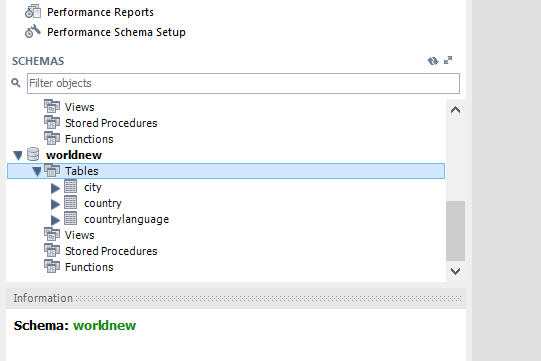 Performance Reports
Performance Schema Setup
SCHEMAS
Filter objects
Views
Stored Procedures
Functions
worldnew
Tables
city
country
countrylanguage
Views
Stored Procedures
Functions
Information
Schema: worldnew